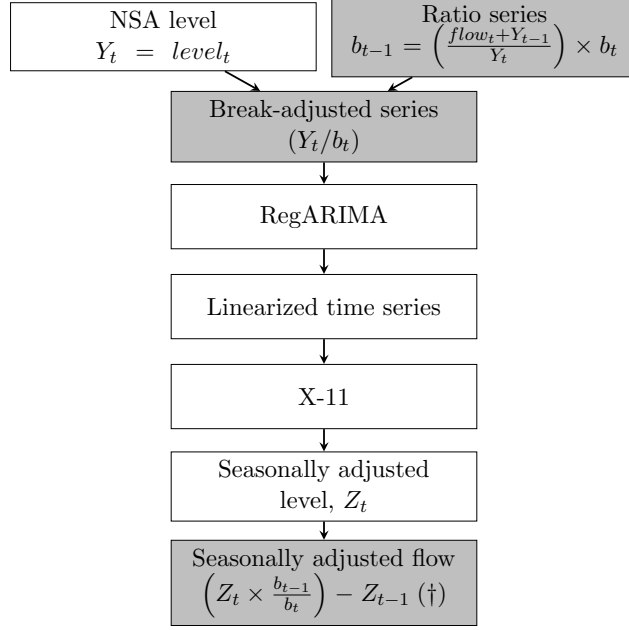 NSA level
Y_t = level_t
Ratio series
b_{t−1} = ( (flow_t+Y_{t−1}) / Y_t ) × b_t
Break-adjusted series
(Y_t/b_t)
RegARIMA
Linearized time series
X-11
Seasonally adjusted
level, Z_t
Seasonally adjusted flow
( Z_t × b_{t−1} / b_t ) − Z_{t−1} (†)